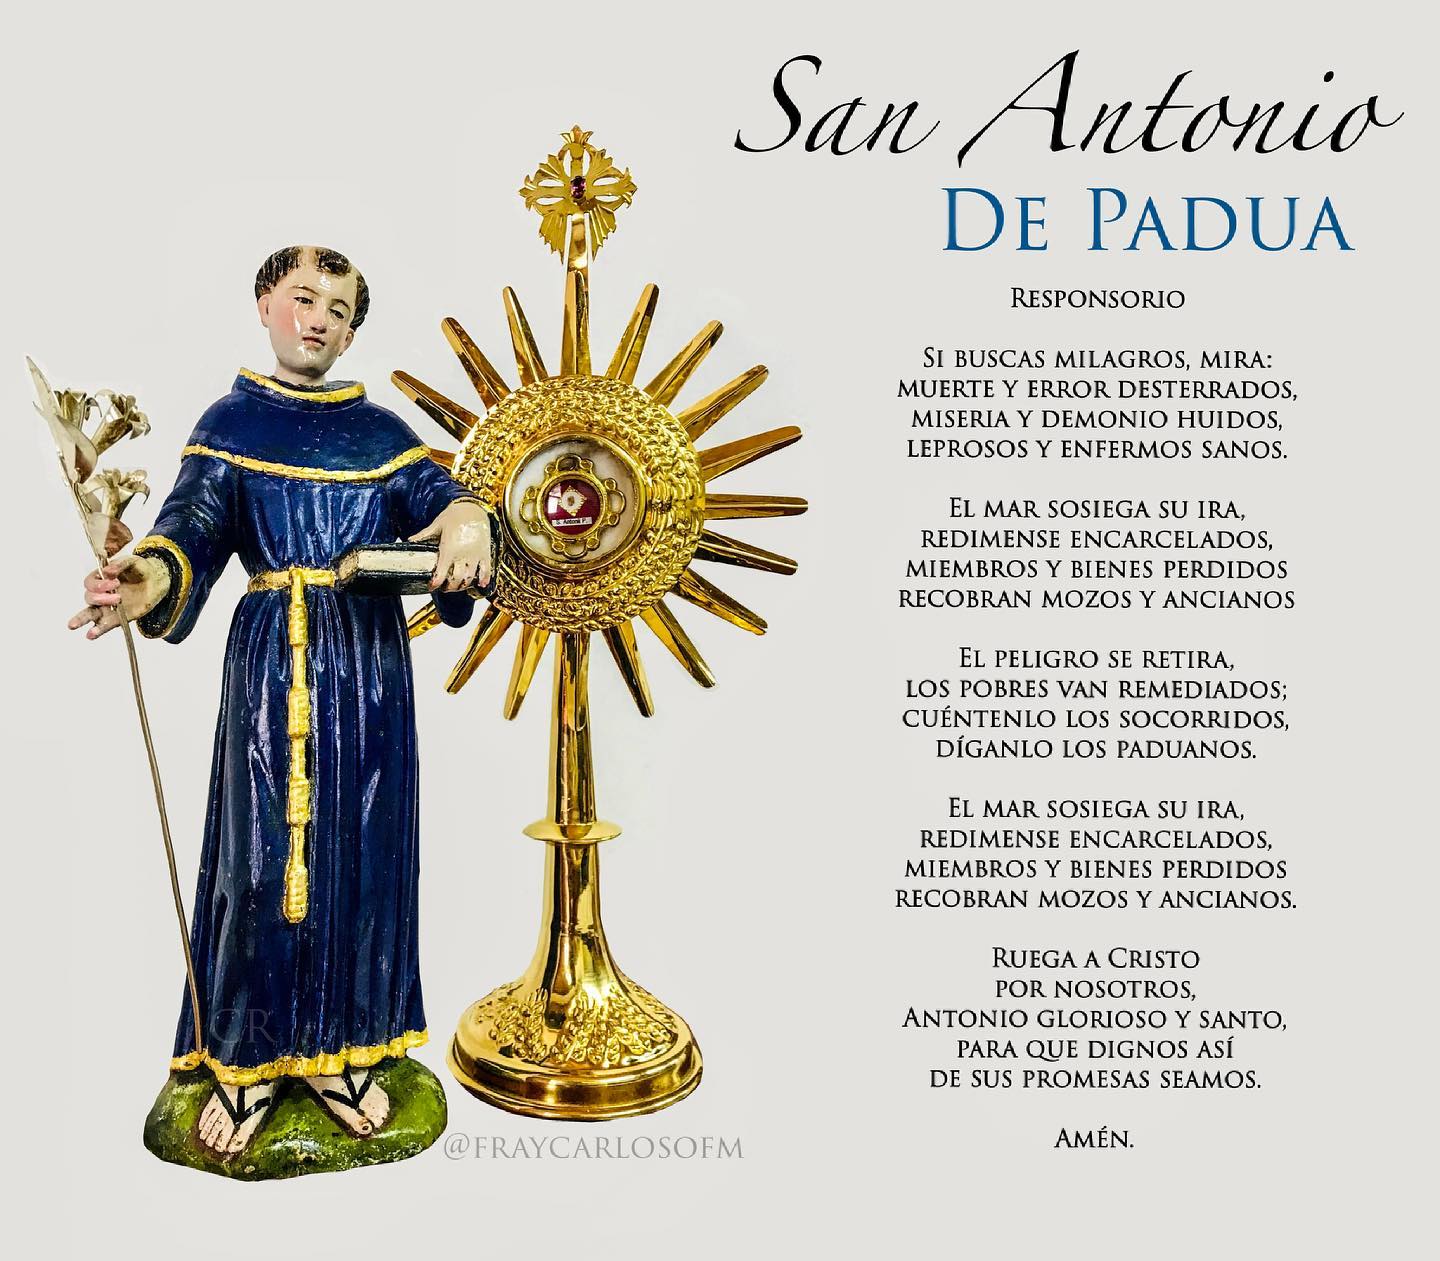 San Antonio
De Padua
Responsorio
Si buscas milagros, mira:
muerte y error desterrados,
miseria y demonio huidos,
leprosos y enfermos sanos.
El mar sosiega su ira,
redimense encarcelados,
miembros y bienes perdidos
recobran mozos y ancianos
El peligro se retira,
los pobres van remediados;
cuéntenlo los socorridos,
díganlo los paduanos.
El mar sosiega su ira,
redimense encarcelados,
miembros y bienes perdidos
recobran mozos y ancianos.
Ruega a Cristo
por nosotros,
Antonio glorioso y santo,
para que dignos así
de sus promesas seamos.
Amén.
S. Antonii P.
CR
@fraycarlosofm